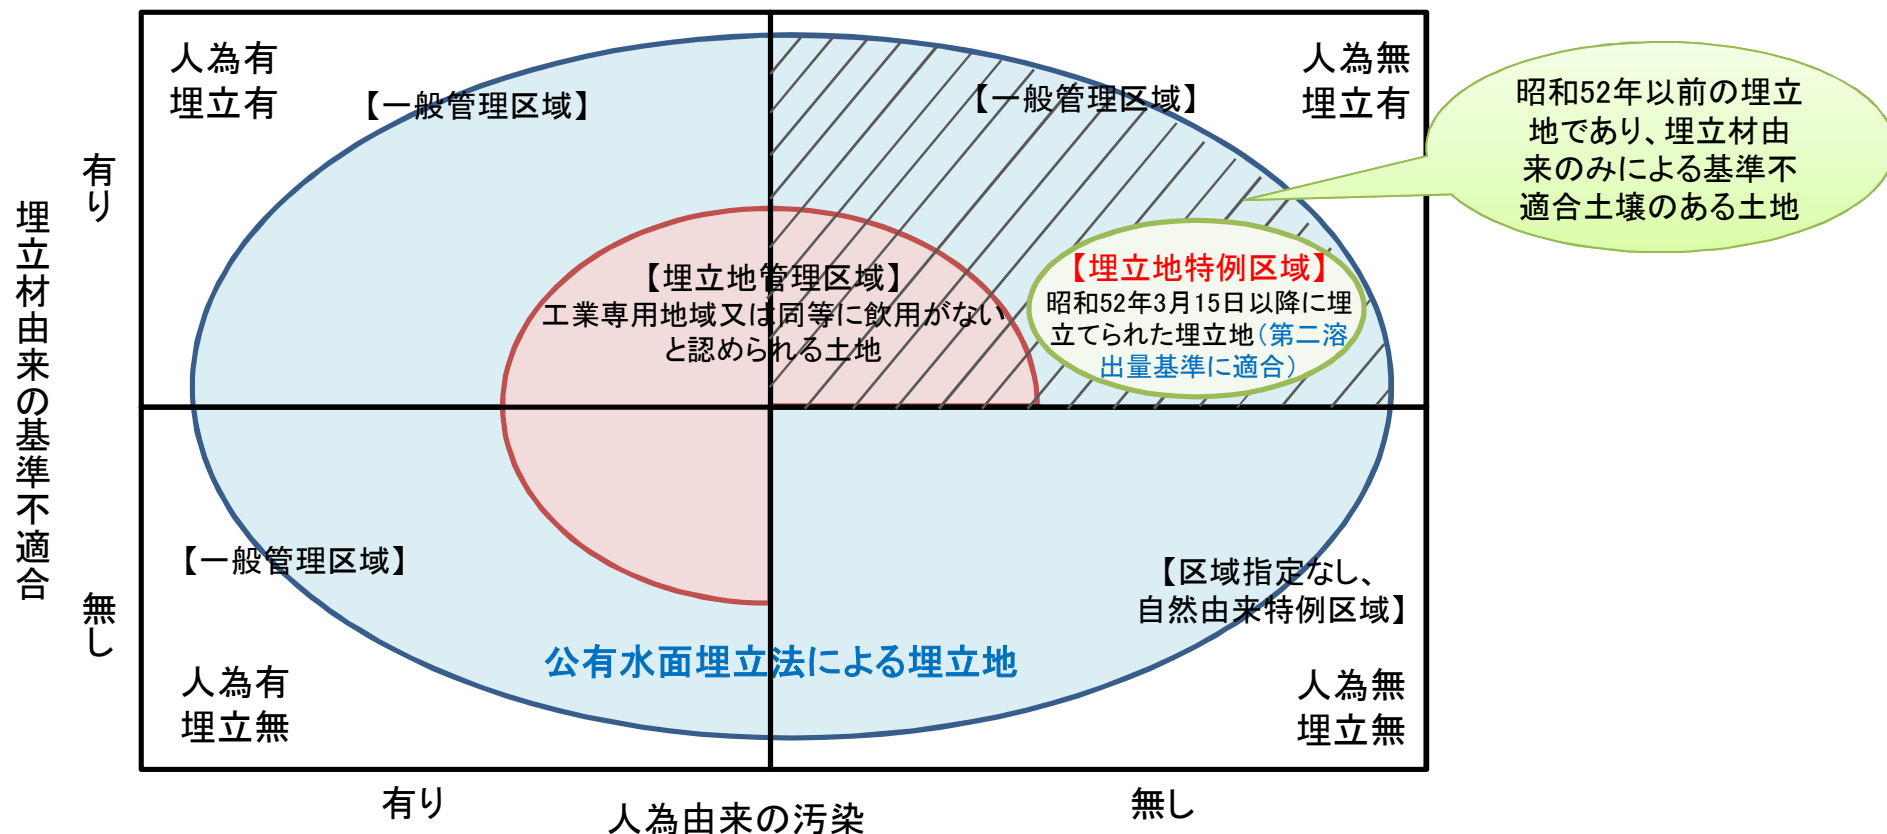 人為有
埋立有
【一般管理区域】
【一般管理区域】
人為無
埋立有
昭和52年以前の埋立
地であり、埋立材由
来のみによる基準不
適合土壌のある土地
有り
埋立材由来の基準不適合
【埋立地管理区域】
工業専用地域又は同等に飲用がない
と認められる土地
【埋立地特例区域】
昭和52年3月15日以降に埋
立てられた埋立地(第二溶
出量基準に適合)
【一般管理区域】
【区域指定なし、
自然由来特例区域】
無し
公有水面埋立法による埋立地
人為有
埋立無
人為無
埋立無
有り
人為由来の汚染
無し